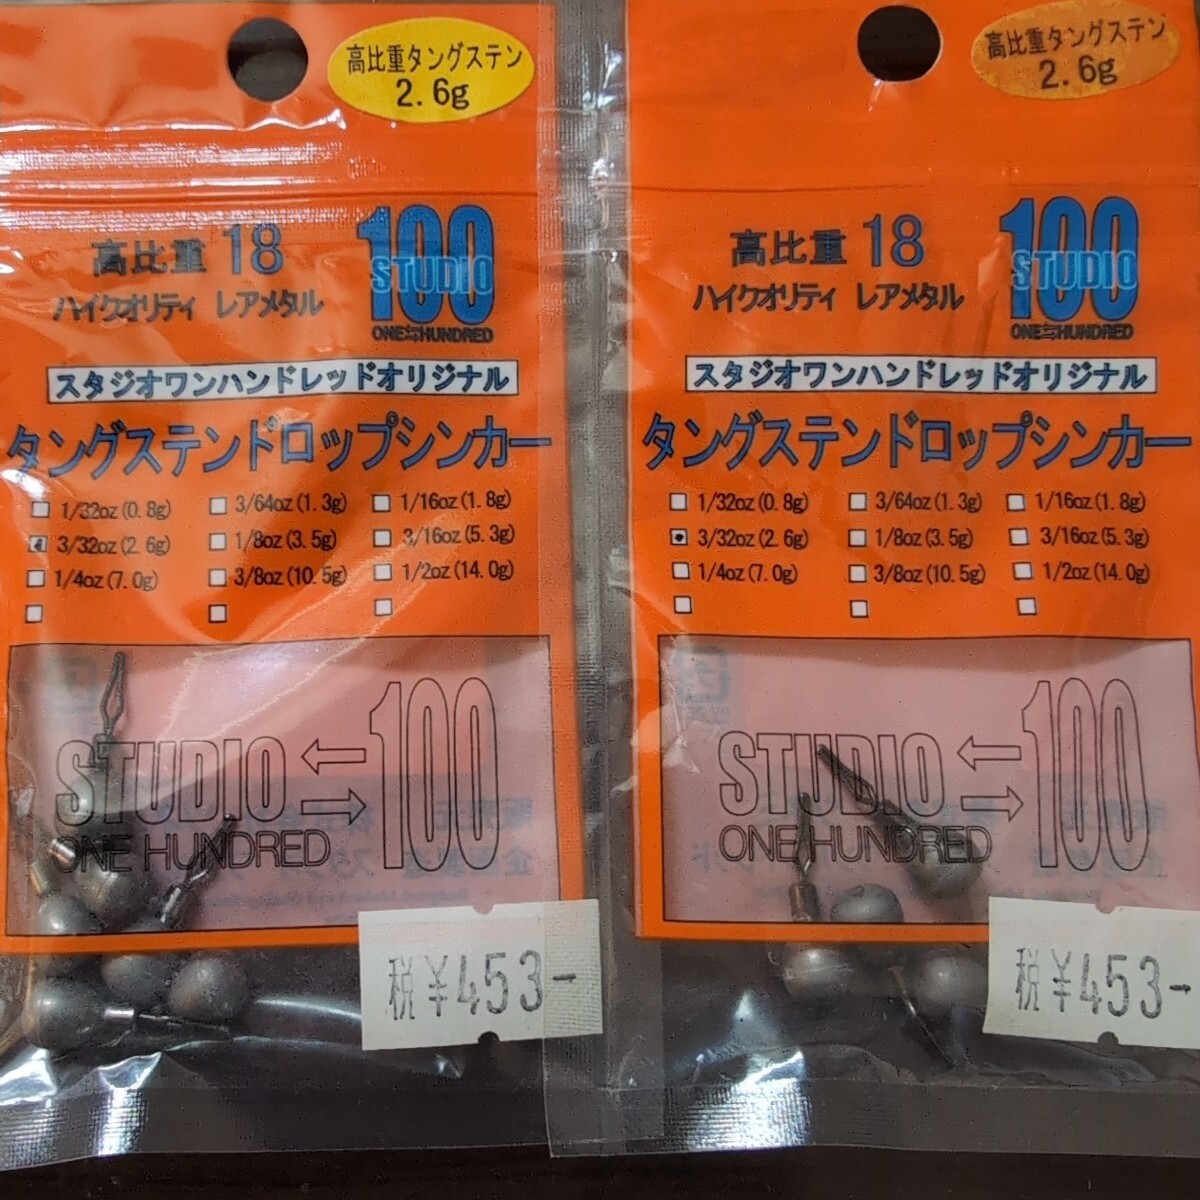 高比重タングステン
2.6g
高比重 18
ハイクオリティ レアメタル
100
STUDIO
ONE⇆HUNDRED
スタジオワンハンドレッドオリジナル
タングステンドロップシンカー
1/32oz(0.8g) 3/64oz(1.3g) 1/16oz(1.8g)
3/32oz(2.6g) 1/8oz(3.5g) 3/16oz(5.3g)
1/4oz(7.0g) 3/8oz(10.5g) 1/2oz(14.0g)
STUDIO⇆100
ONE HUNDRED
税¥453-
高比重タングステン
2.6g
高比重 18
ハイクオリティ レアメタル
100
STUDIO
ONE⇆HUNDRED
スタジオワンハンドレッドオリジナル
タングステンドロップシンカー
1/32oz(0.8g) 3/64oz(1.3g) 1/16oz(1.8g)
3/32oz(2.6g) 1/8oz(3.5g) 3/16oz(5.3g)
1/4oz(7.0g) 3/8oz(10.5g) 1/2oz(14.0g)
STUDIO⇆100
ONE HUNDRED
税¥453-